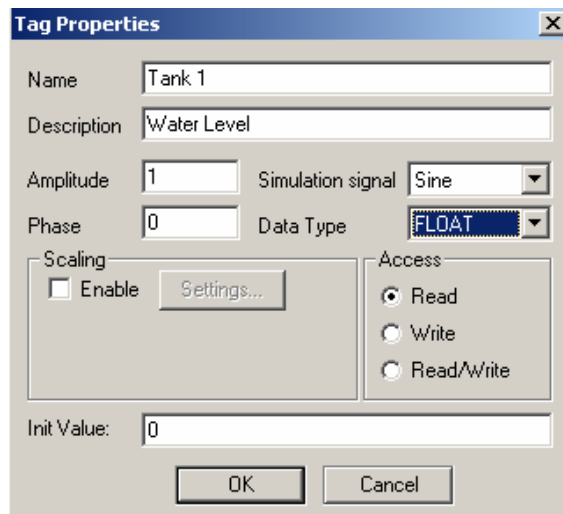 Tag Properties
Name Tank 1
Description Water Level
Amplitude 1 Simulation signal Sine
Phase 0 Data Type FLOAT
Scaling Access
Enable Settings... Read
Write
Read/Write
Init Value: 0
OK Cancel